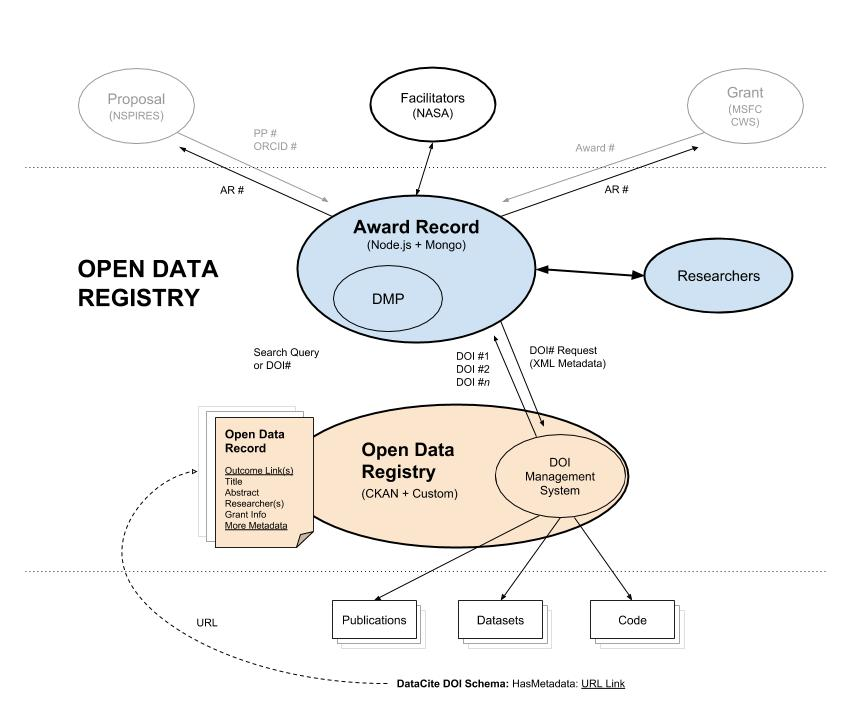 Proposal
(NSPIRES)
Facilitators
(NASA)
Grant
(MSFC
CWS)
PP #
ORCID #
Award #
AR #
AR #
Award Record
(Node.js + Mongo)
DMP
Researchers
OPEN DATA
REGISTRY
Search Query
or DOI#
DOI #1
DOI #2
DOI #n
DOI# Request
(XML Metadata)
Open Data
Record
Outcome Link(s)
Title
Abstract
Researcher(s)
Grant Info
More Metadata
Open Data
Registry
(CKAN + Custom)
DOI
Management
System
Publications
Datasets
Code
URL
DataCite DOI Schema: HasMetadata: URL Link